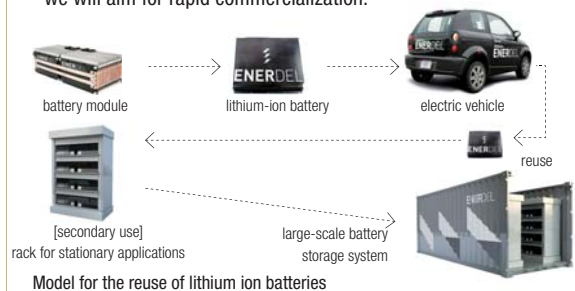 we will aim for rapid commercialization.
ENERDEL
ENERDEL
battery module
lithium-ion battery
electric vehicle
ENERDEL
reuse
ENERDEL
[secondary use]
rack for stationary applications
large-scale battery
storage system
Model for the reuse of lithium ion batteries